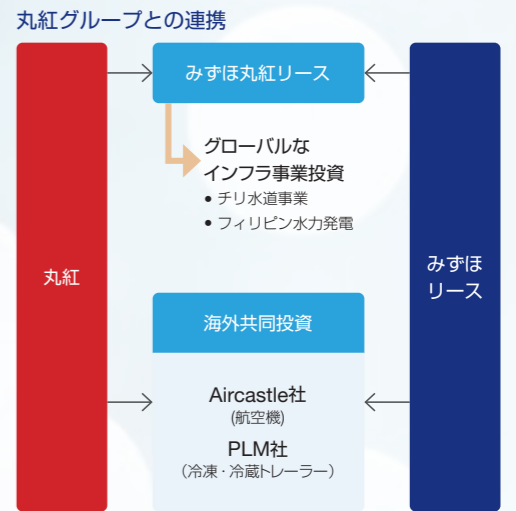 丸紅グループとの連携
丸紅
みずほ丸紅リース
グローバルな
インフラ事業投資
• チリ水道事業
• フィリピン水力発電
海外共同投資
Aircastle社
(航空機)
PLM社
（冷凍・冷蔵トレーラー）
みずほ
リース